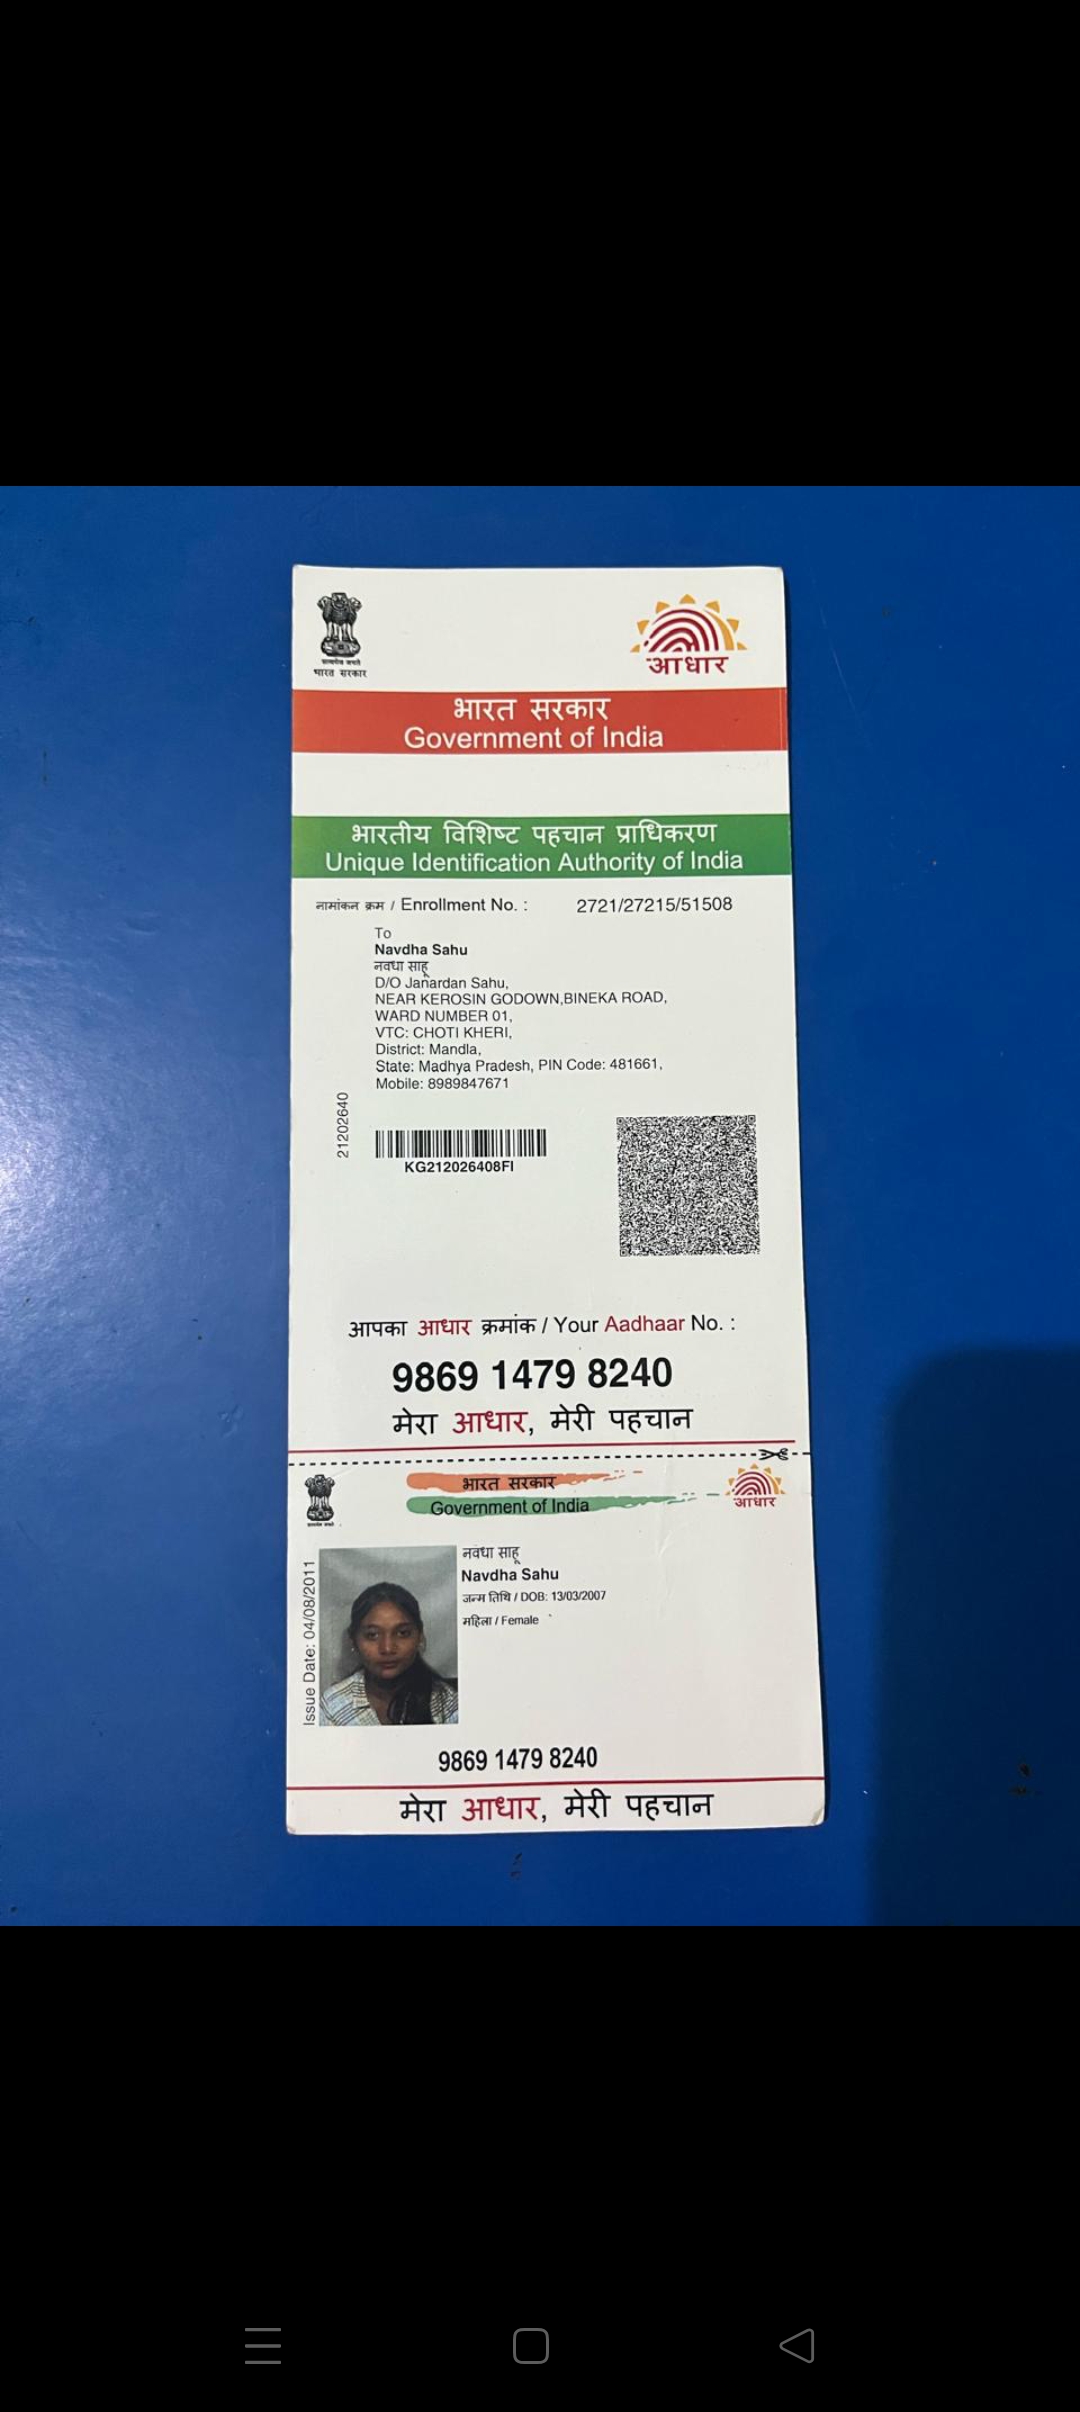 सत्यमेव जयते
भारत सरकार
आधार
भारत सरकार
Government of India
भारतीय विशिष्ट पहचान प्राधिकरण
Unique Identification Authority of India
नामांकन क्रम / Enrollment No. : 2721/27215/51508
To
Navdha Sahu
नवधा साहू
D/O Janardan Sahu,
NEAR KEROSIN GODOWN,BINEKA ROAD,
WARD NUMBER 01,
VTC: CHOTI KHERI,
District: Mandla,
State: Madhya Pradesh, PIN Code: 481661,
Mobile: 8989847671
21202640
KG212026408FI
आपका आधार क्रमांक / Your Aadhaar No. :
9869 1479 8240
मेरा आधार, मेरी पहचान
भारत सरकार
Government of India
आधार
सत्यमेव जयते
Issue Date: 04/08/2011
नवधा साहू
Navdha Sahu
जन्म तिथि / DOB: 13/03/2007
महिला / Female
9869 1479 8240
मेरा आधार, मेरी पहचान